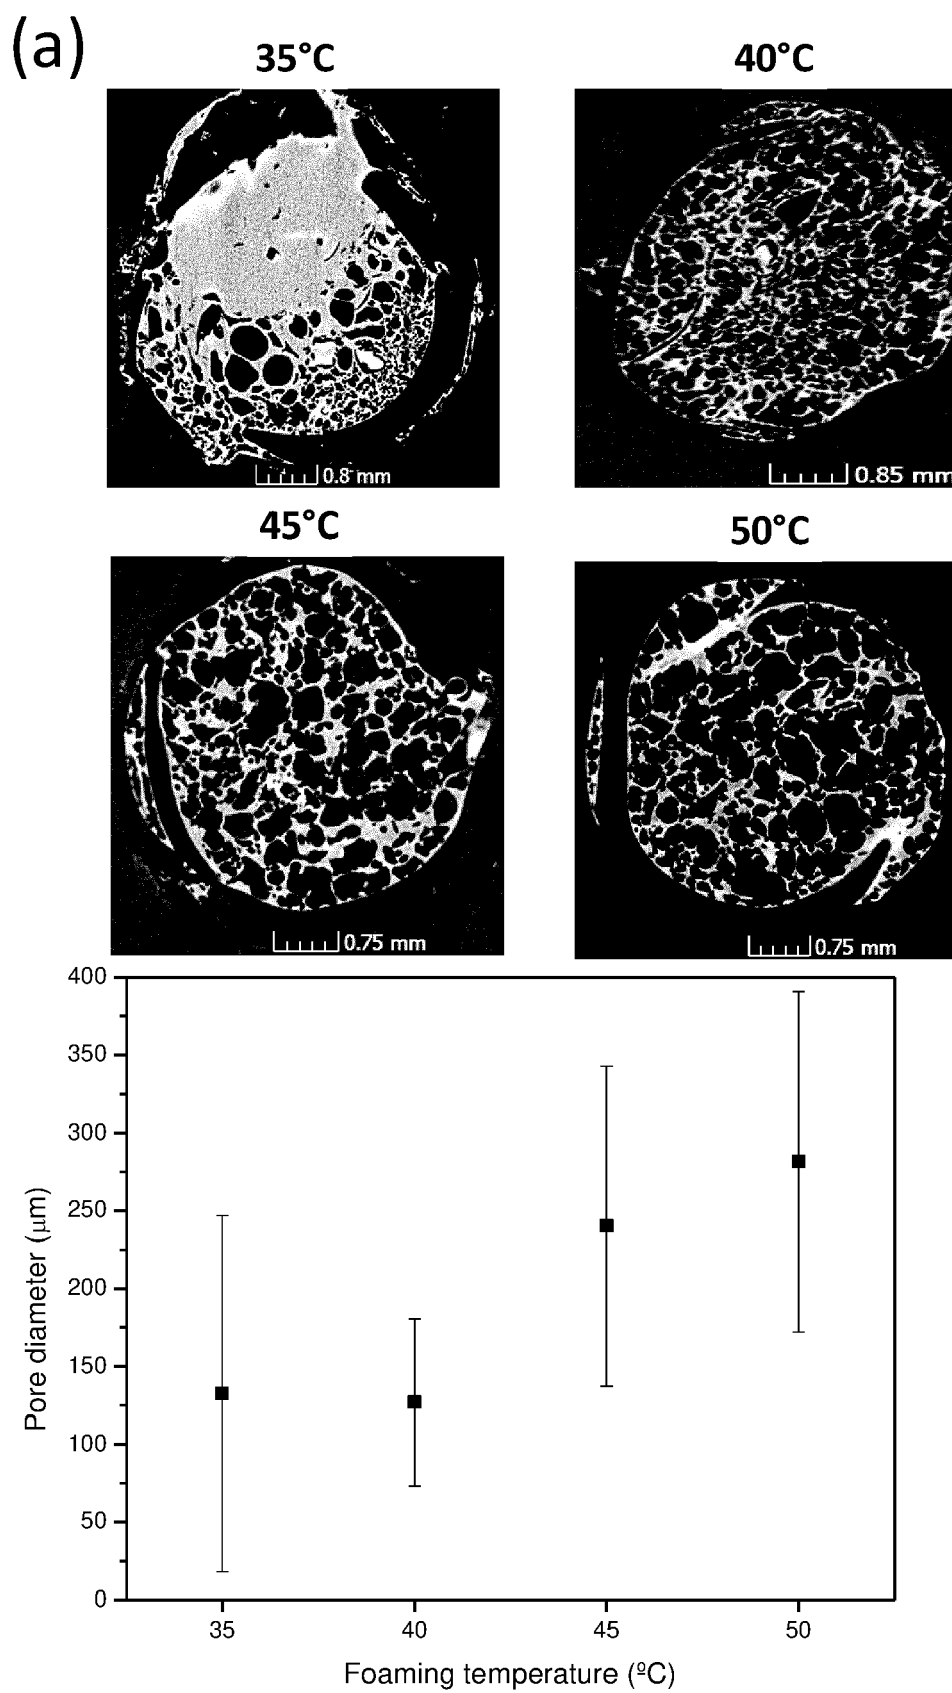 (a)
35°C 40°C
0.8 mm 0.85 mm
45°C 50°C
0.75 mm 0.75 mm
400
350
300
250
200
150
100
50
0
Pore diameter (μm)
35 40 45 50
Foaming temperature (ºC)